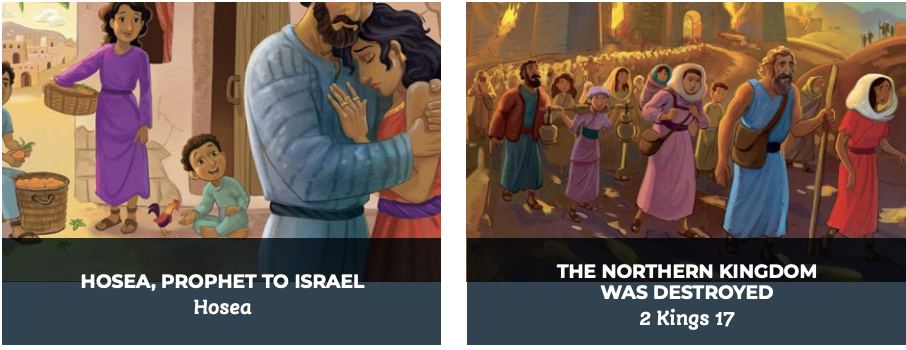 HOSEA, PROPHET TO ISRAEL
Hosea
THE NORTHERN KINGDOM
WAS DESTROYED
2 Kings 17